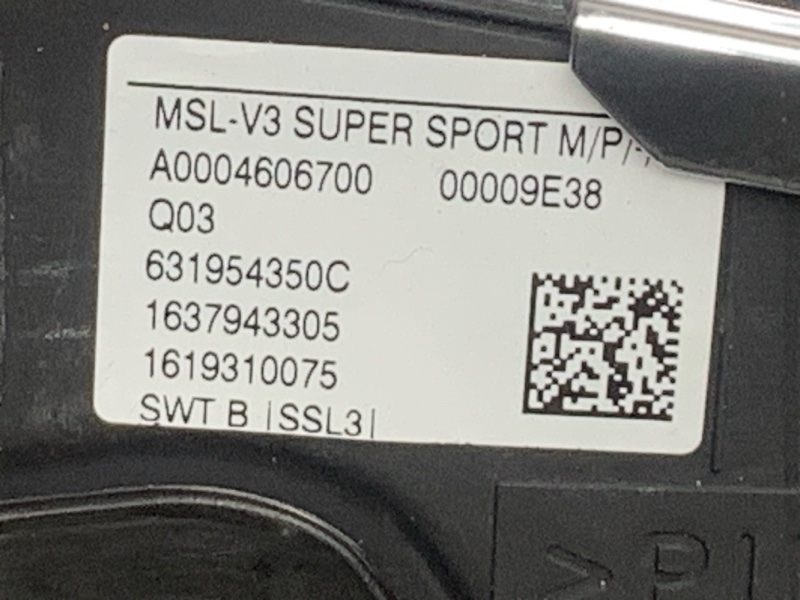 MSL-V3 SUPER SPORT M/P/
A0004606700 00009E38
Q03
631954350C
1637943305
1619310075
SWT B |SSL3|